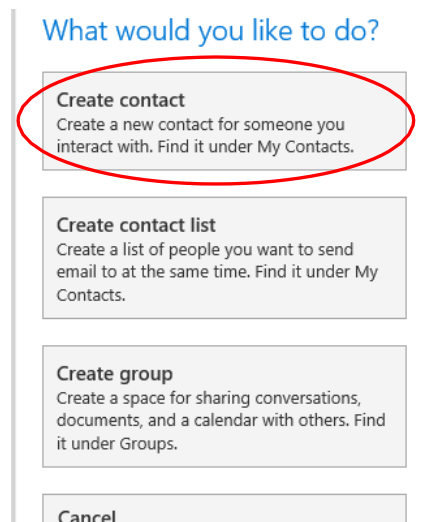 What would you like to do?
Create contact
Create a new contact for someone you
interact with. Find it under My Contacts.
Create contact list
Create a list of people you want to send
email to at the same time. Find it under My
Contacts.
Create group
Create a space for sharing conversations,
documents, and a calendar with others. Find
it under Groups.
Cancel